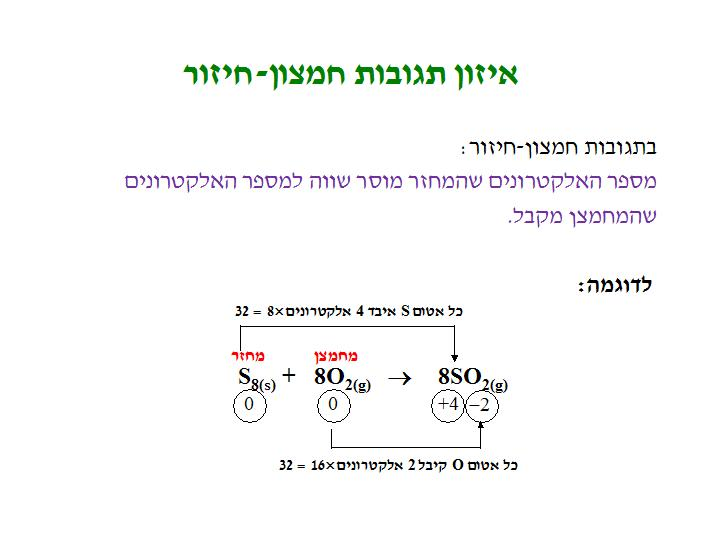 איזון תגובות חמצון-חיזור
בתגובות חמצון-חיזור:
מספר האלקטרונים שהמחזר מוסר שווה למספר האלקטרונים
שהמחמצן מקבל.
לדוגמה:
כל אטום S איבד 4 אלקטרונים×8 = 32
מחזר מחמצן
S8(s) + 8O2(g) → 8SO2(g)
0 0 +4 −2
כל אטום O קיבל 2 אלקטרונים×16 = 32